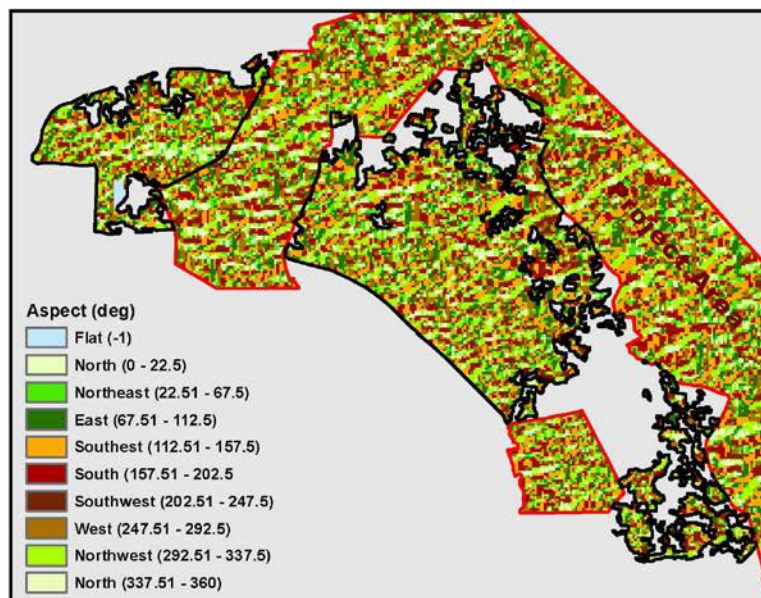 Project Area
Aspect (deg)
Flat (-1)
North (0 - 22.5)
Northeast (22.51 - 67.5)
East (67.51 - 112.5)
Southest (112.51 - 157.5)
South (157.51 - 202.5
Southwest (202.51 - 247.5)
West (247.51 - 292.5)
Northwest (292.51 - 337.5)
North (337.51 - 360)